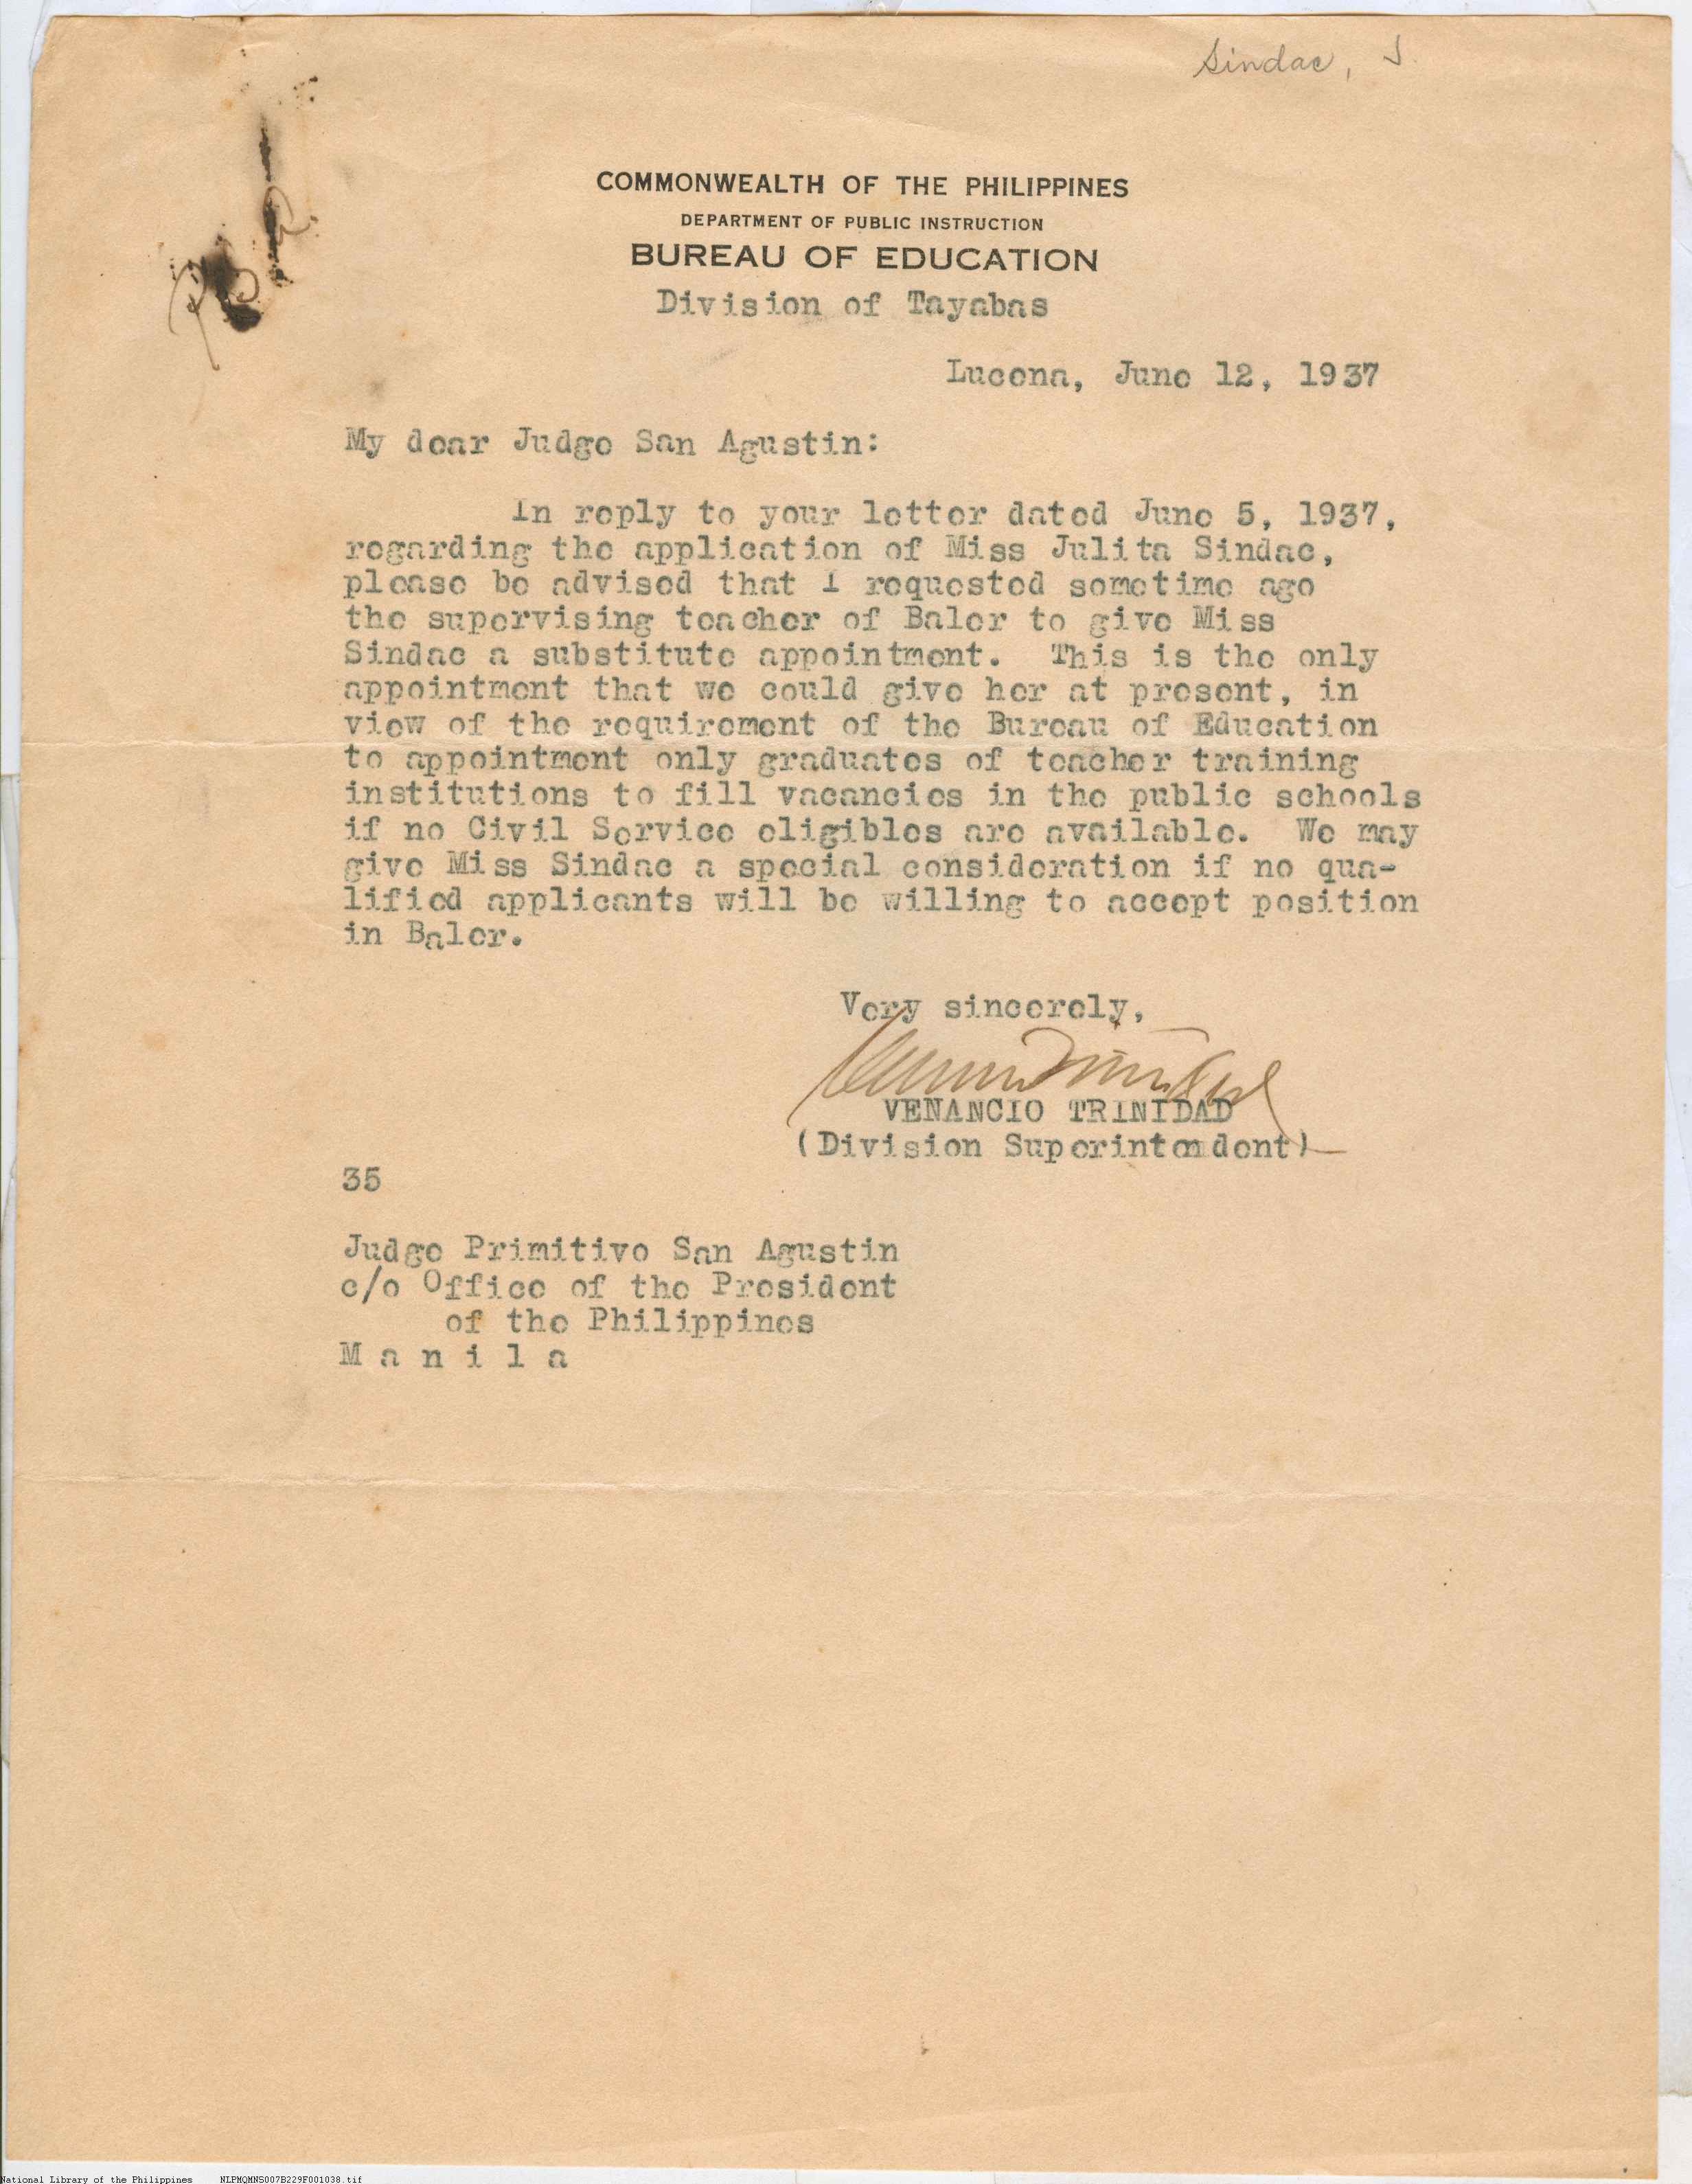 Sindac, J.
COMMONWEALTH OF THE PHILIPPINES
DEPARTMENT OF PUBLIC INSTRUCTION
BUREAU OF EDUCATION
Division of Tayabas
Lucena, June 12, 1937
My dear Judge San Agustin:
In reply to your letter dated June 5, 1937,
regarding the application of Miss Julita Sindac,
please be advised that I requested sometime ago
the supervising teacher of Baler to give Miss
Sindac a substitute appointment. This is the only
appointment that we could give her at present, in
view of the requirement of the Bureau of Education
to appointment only graduates of teacher training
institutions to fill vacancies in the public schools
if no Civil Service eligibles are available. We may
give Miss Sindac a special consideration if no qua-
lified applicants will be willing to accept position
in Baler.
Very sincerely,
VENANCIO TRINIDAD
(Division Superintendent)
35
Judge Primitivo San Agustin
c/o Office of the President
of the Philippines
M a n i l a
National Library of the Philippines NLPMQMNS007B229F001038.tif